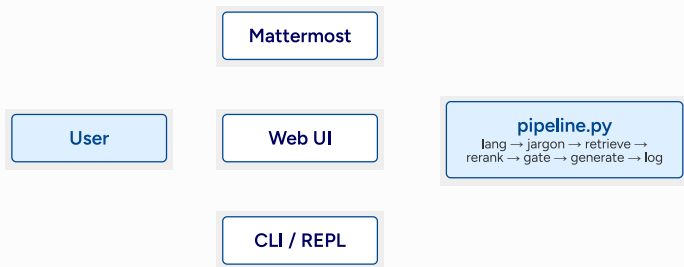 Mattermost
User
Web UI
pipeline.py
lang → jargon → retrieve →
rerank → gate → generate → log
CLI / REPL